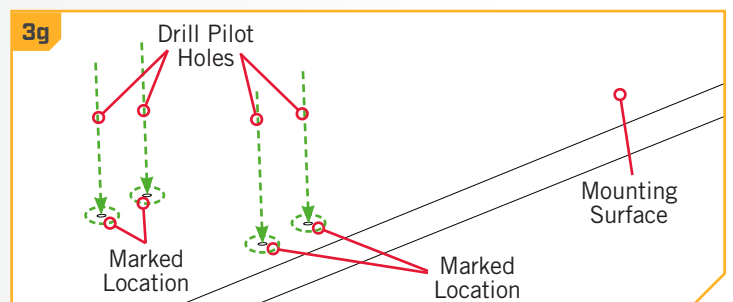 3g
Drill Pilot
Holes
Mounting
Surface
Marked
Location
Marked
Location